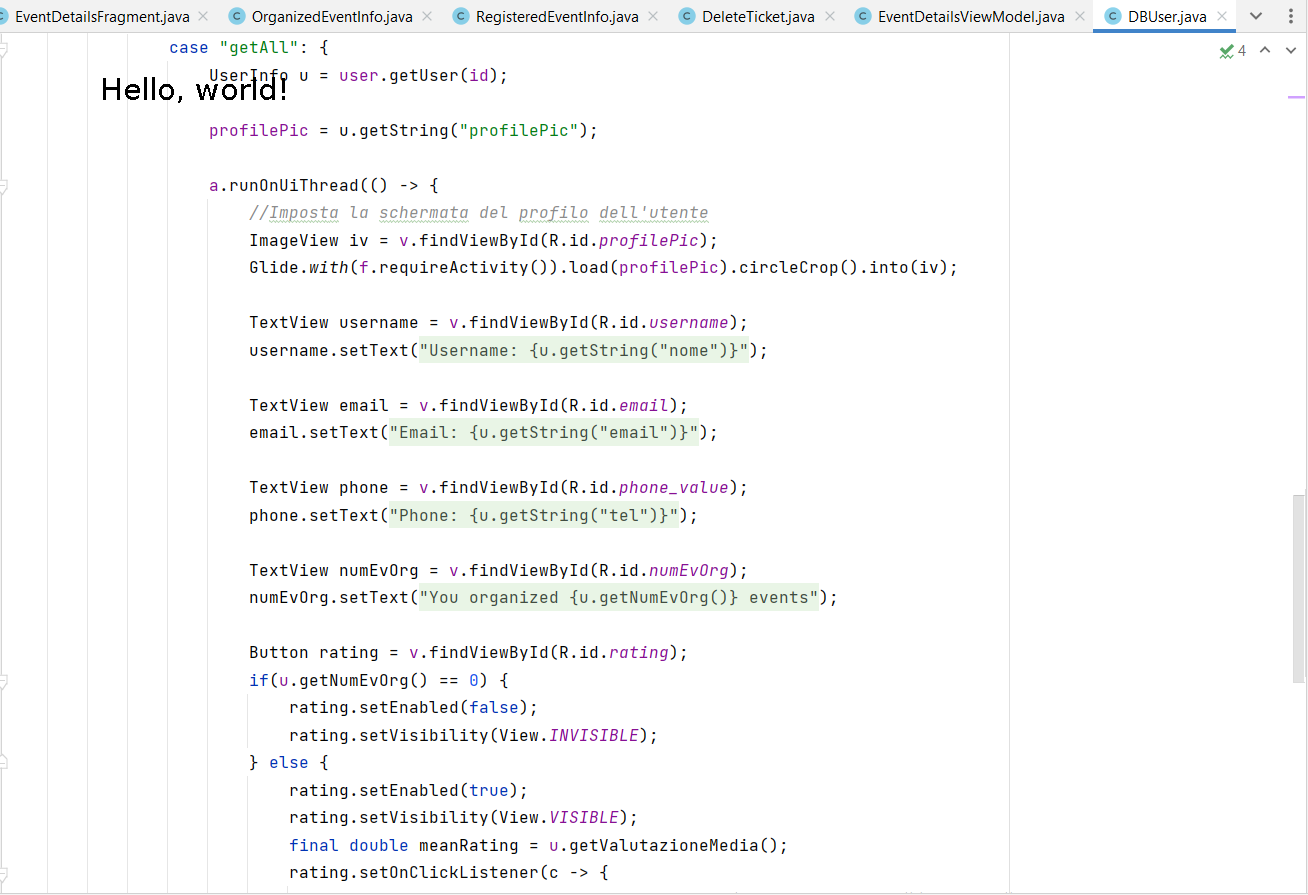 EventDetailsFragment.java OrganizedEventInfo.java RegisteredEventInfo.java DeleteTicket.java EventDetailsViewModel.java DBUser.java
4
case "getAll": {
UserInfo u = user.getUser(id);
Hello, world!
profilePic = u.getString("profilePic");
a.runOnUiThread(() -> {
//Imposta la schermata del profilo dell'utente
ImageView iv = v.findViewById(R.id.profilePic);
Glide.with(f.requireActivity()).load(profilePic).circleCrop().into(iv);
TextView username = v.findViewById(R.id.username);
username.setText("Username: {u.getString("nome")}");
TextView email = v.findViewById(R.id.email);
email.setText("Email: {u.getString("email")}");
TextView phone = v.findViewById(R.id.phone_value);
phone.setText("Phone: {u.getString("tel")}");
TextView numEvOrg = v.findViewById(R.id.numEvOrg);
numEvOrg.setText("You organized {u.getNumEvOrg()} events");
Button rating = v.findViewById(R.id.rating);
if(u.getNumEvOrg() == 0) {
rating.setEnabled(false);
rating.setVisibility(View.INVISIBLE);
} else {
rating.setEnabled(true);
rating.setVisibility(View.VISIBLE);
final double meanRating = u.getValutazioneMedia();
rating.setOnClickListener(c -> {